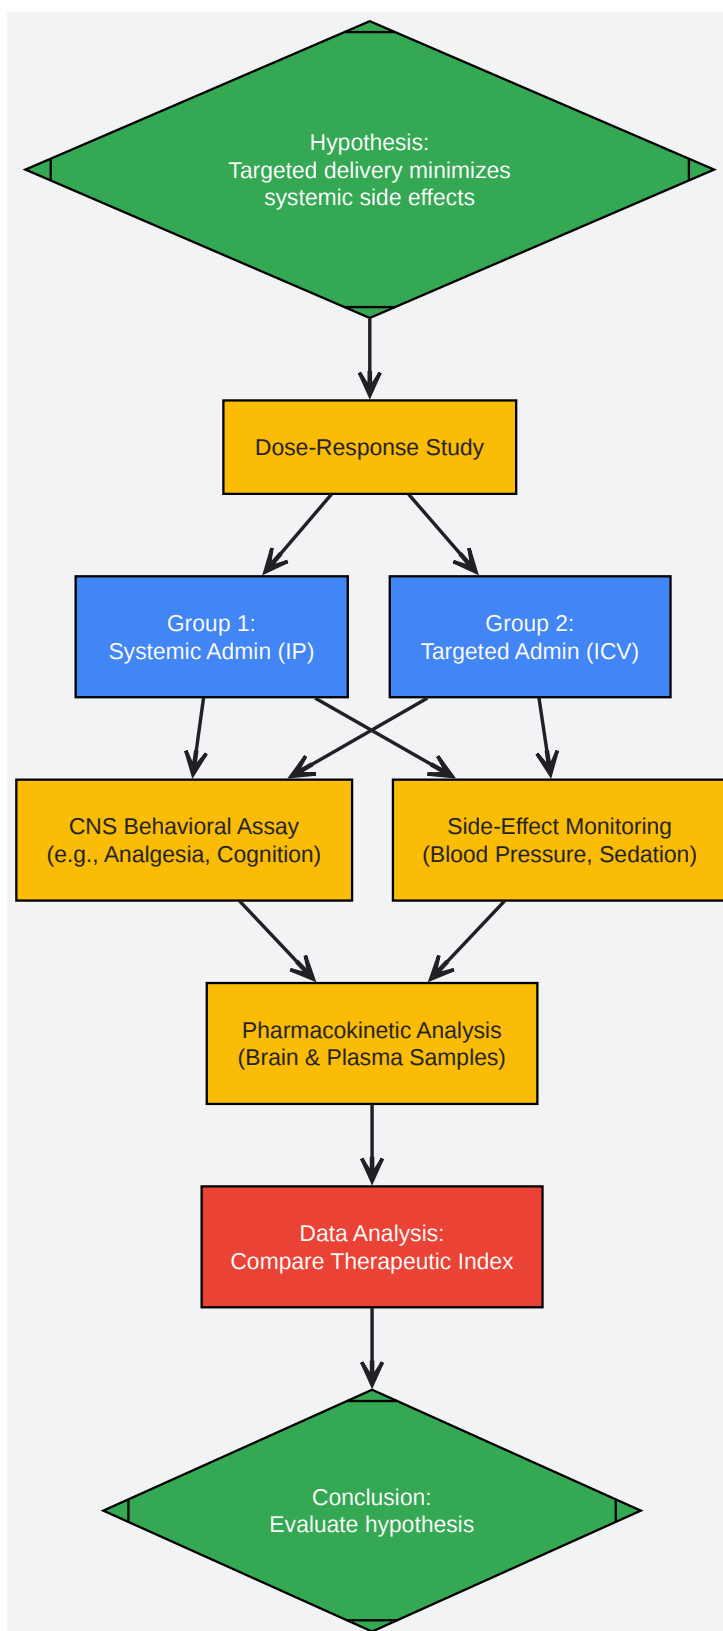 Hypothesis:
Targeted delivery minimizes
systemic side effects
Dose-Response Study
Group 1:
Systemic Admin (IP)
Group 2:
Targeted Admin (ICV)
CNS Behavioral Assay
(e.g., Analgesia, Cognition)
Side-Effect Monitoring
(Blood Pressure, Sedation)
Pharmacokinetic Analysis
(Brain & Plasma Samples)
Data Analysis:
Compare Therapeutic Index
Conclusion:
Evaluate hypothesis